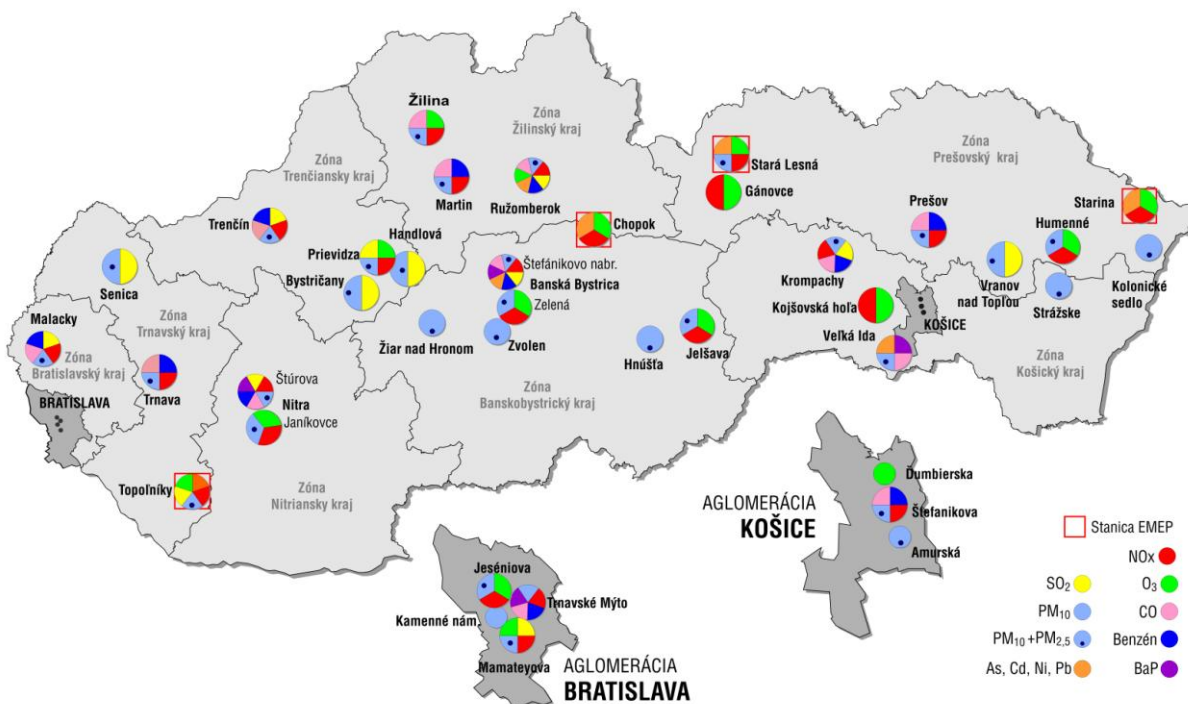 Žilina
Zóna
Žilinský kraj
Zóna
Trenčiansky kraj
Martin
Ružomberok
Stará Lesná
Gánovce
Zóna
Prešovský kraj
Starina
Prešov
Humenné
Trenčín
Handlová
Prievidza
Bystričany
Chopok
Štefánikovo nabr.
Banská Bystrica
Zelená
Krompachy
Vranov
nad Topľou
Kolonické
sedlo
Strážske
Senica
Kojšovská hoľa
KOŠICE
Malacky
Zóna
Trnavský kraj
Žiar nad Hronom
Zvolen
Hnúšťa
Jelšava
Veľká Ida
Zóna
Košický kraj
Zóna
Bratislavský kraj
Trnava
Štúrova
Nitra
Janíkovce
Zóna
Banskobystrický kraj
BRATISLAVA
Topoľníky
Zóna
Nitriansky kraj
AGLOMERÁCIA
KOŠICE
Ďumbierska
Štefanikova
Amurská
Jeséniova
Trnavské Mýto
Kamenné nám.
Mamateyova
AGLOMERÁCIA
BRATISLAVA
Stanica EMEP
NOx
SO₂
O₃
PM₁₀
CO
PM₁₀+PM₂,₅
Benzén
As, Cd, Ni, Pb
BaP